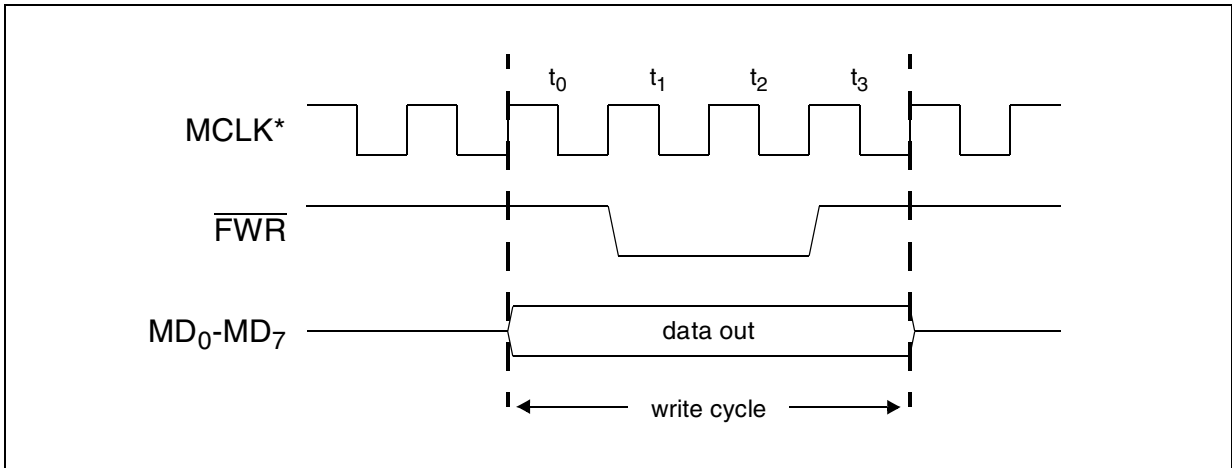 t0 t1 t2 t3
MCLK*
FWR
MD0-MD7
data out
write cycle